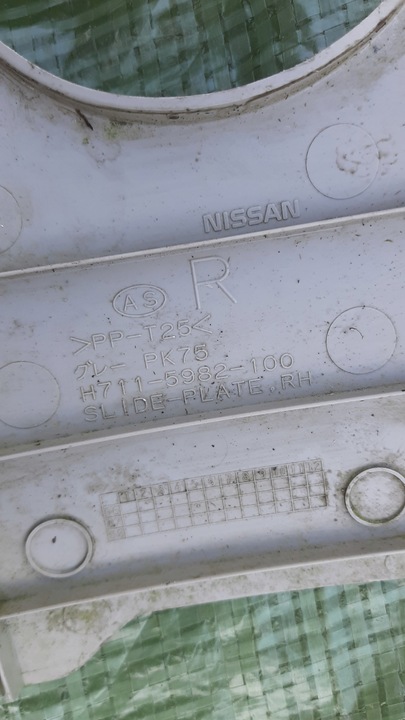 NISSAN
R
AS
>PP-T25<
グレー PK75
H711-5982-100
SLIDE-PLATE,RH